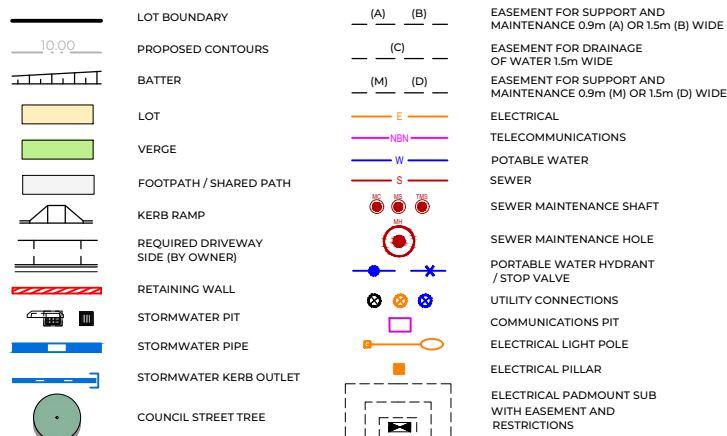 LOT BOUNDARY
10.00
PROPOSED CONTOURS
BATTER
LOT
VERGE
FOOTPATH / SHARED PATH
KERB RAMP
REQUIRED DRIVEWAY
SIDE (BY OWNER)
RETAINING WALL
STORMWATER PIT
STORMWATER PIPE
STORMWATER KERB OUTLET
COUNCIL STREET TREE
(A) (B)
EASEMENT FOR SUPPORT AND
MAINTENANCE 0.9m (A) OR 1.5m (B) WIDE
(C)
EASEMENT FOR DRAINAGE
OF WATER 1.5m WIDE
(M) (D)
EASEMENT FOR SUPPORT AND
MAINTENANCE 0.9m (M) OR 1.5m (D) WIDE
E
ELECTRICAL
NBN
TELECOMMUNICATIONS
W
POTABLE WATER
S
SEWER
MC MS TMS
SEWER MAINTENANCE SHAFT
MH
SEWER MAINTENANCE HOLE
PORTABLE WATER HYDRANT
/ STOP VALVE
UTILITY CONNECTIONS
COMMUNICATIONS PIT
ELECTRICAL LIGHT POLE
ELECTRICAL PILLAR
ELECTRICAL PADMOUNT SUB
WITH EASEMENT AND
RESTRICTIONS